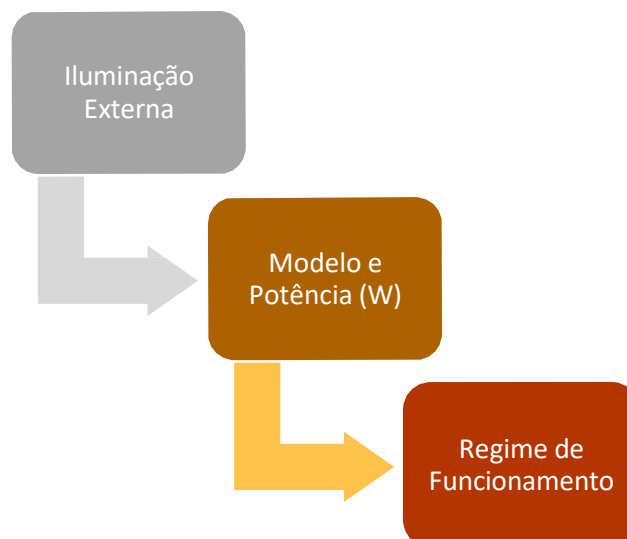 Iluminação
Externa
Modelo e
Potência (W)
Regime de
Funcionamento